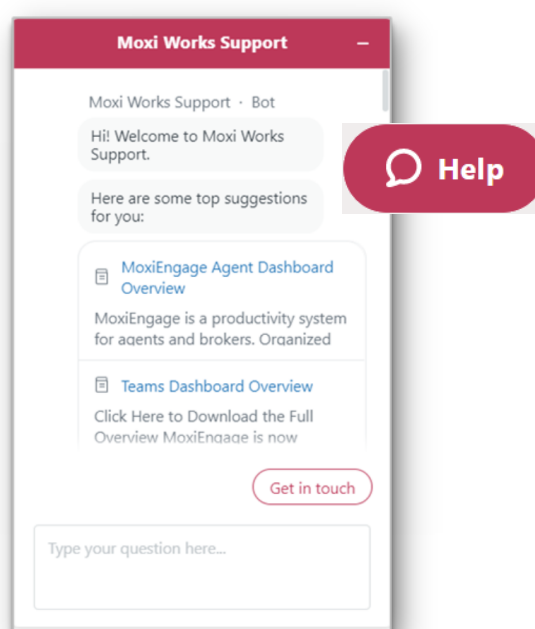 Moxi Works Support
Moxi Works Support · Bot
Hi! Welcome to Moxi Works
Support.
Help
Here are some top suggestions
for you:
MoxiEngage Agent Dashboard
Overview
MoxiEngage is a productivity system
for agents and brokers. Organized
Teams Dashboard Overview
Click Here to Download the Full
Overview MoxiEngage is now
Get in touch
Type your question here...